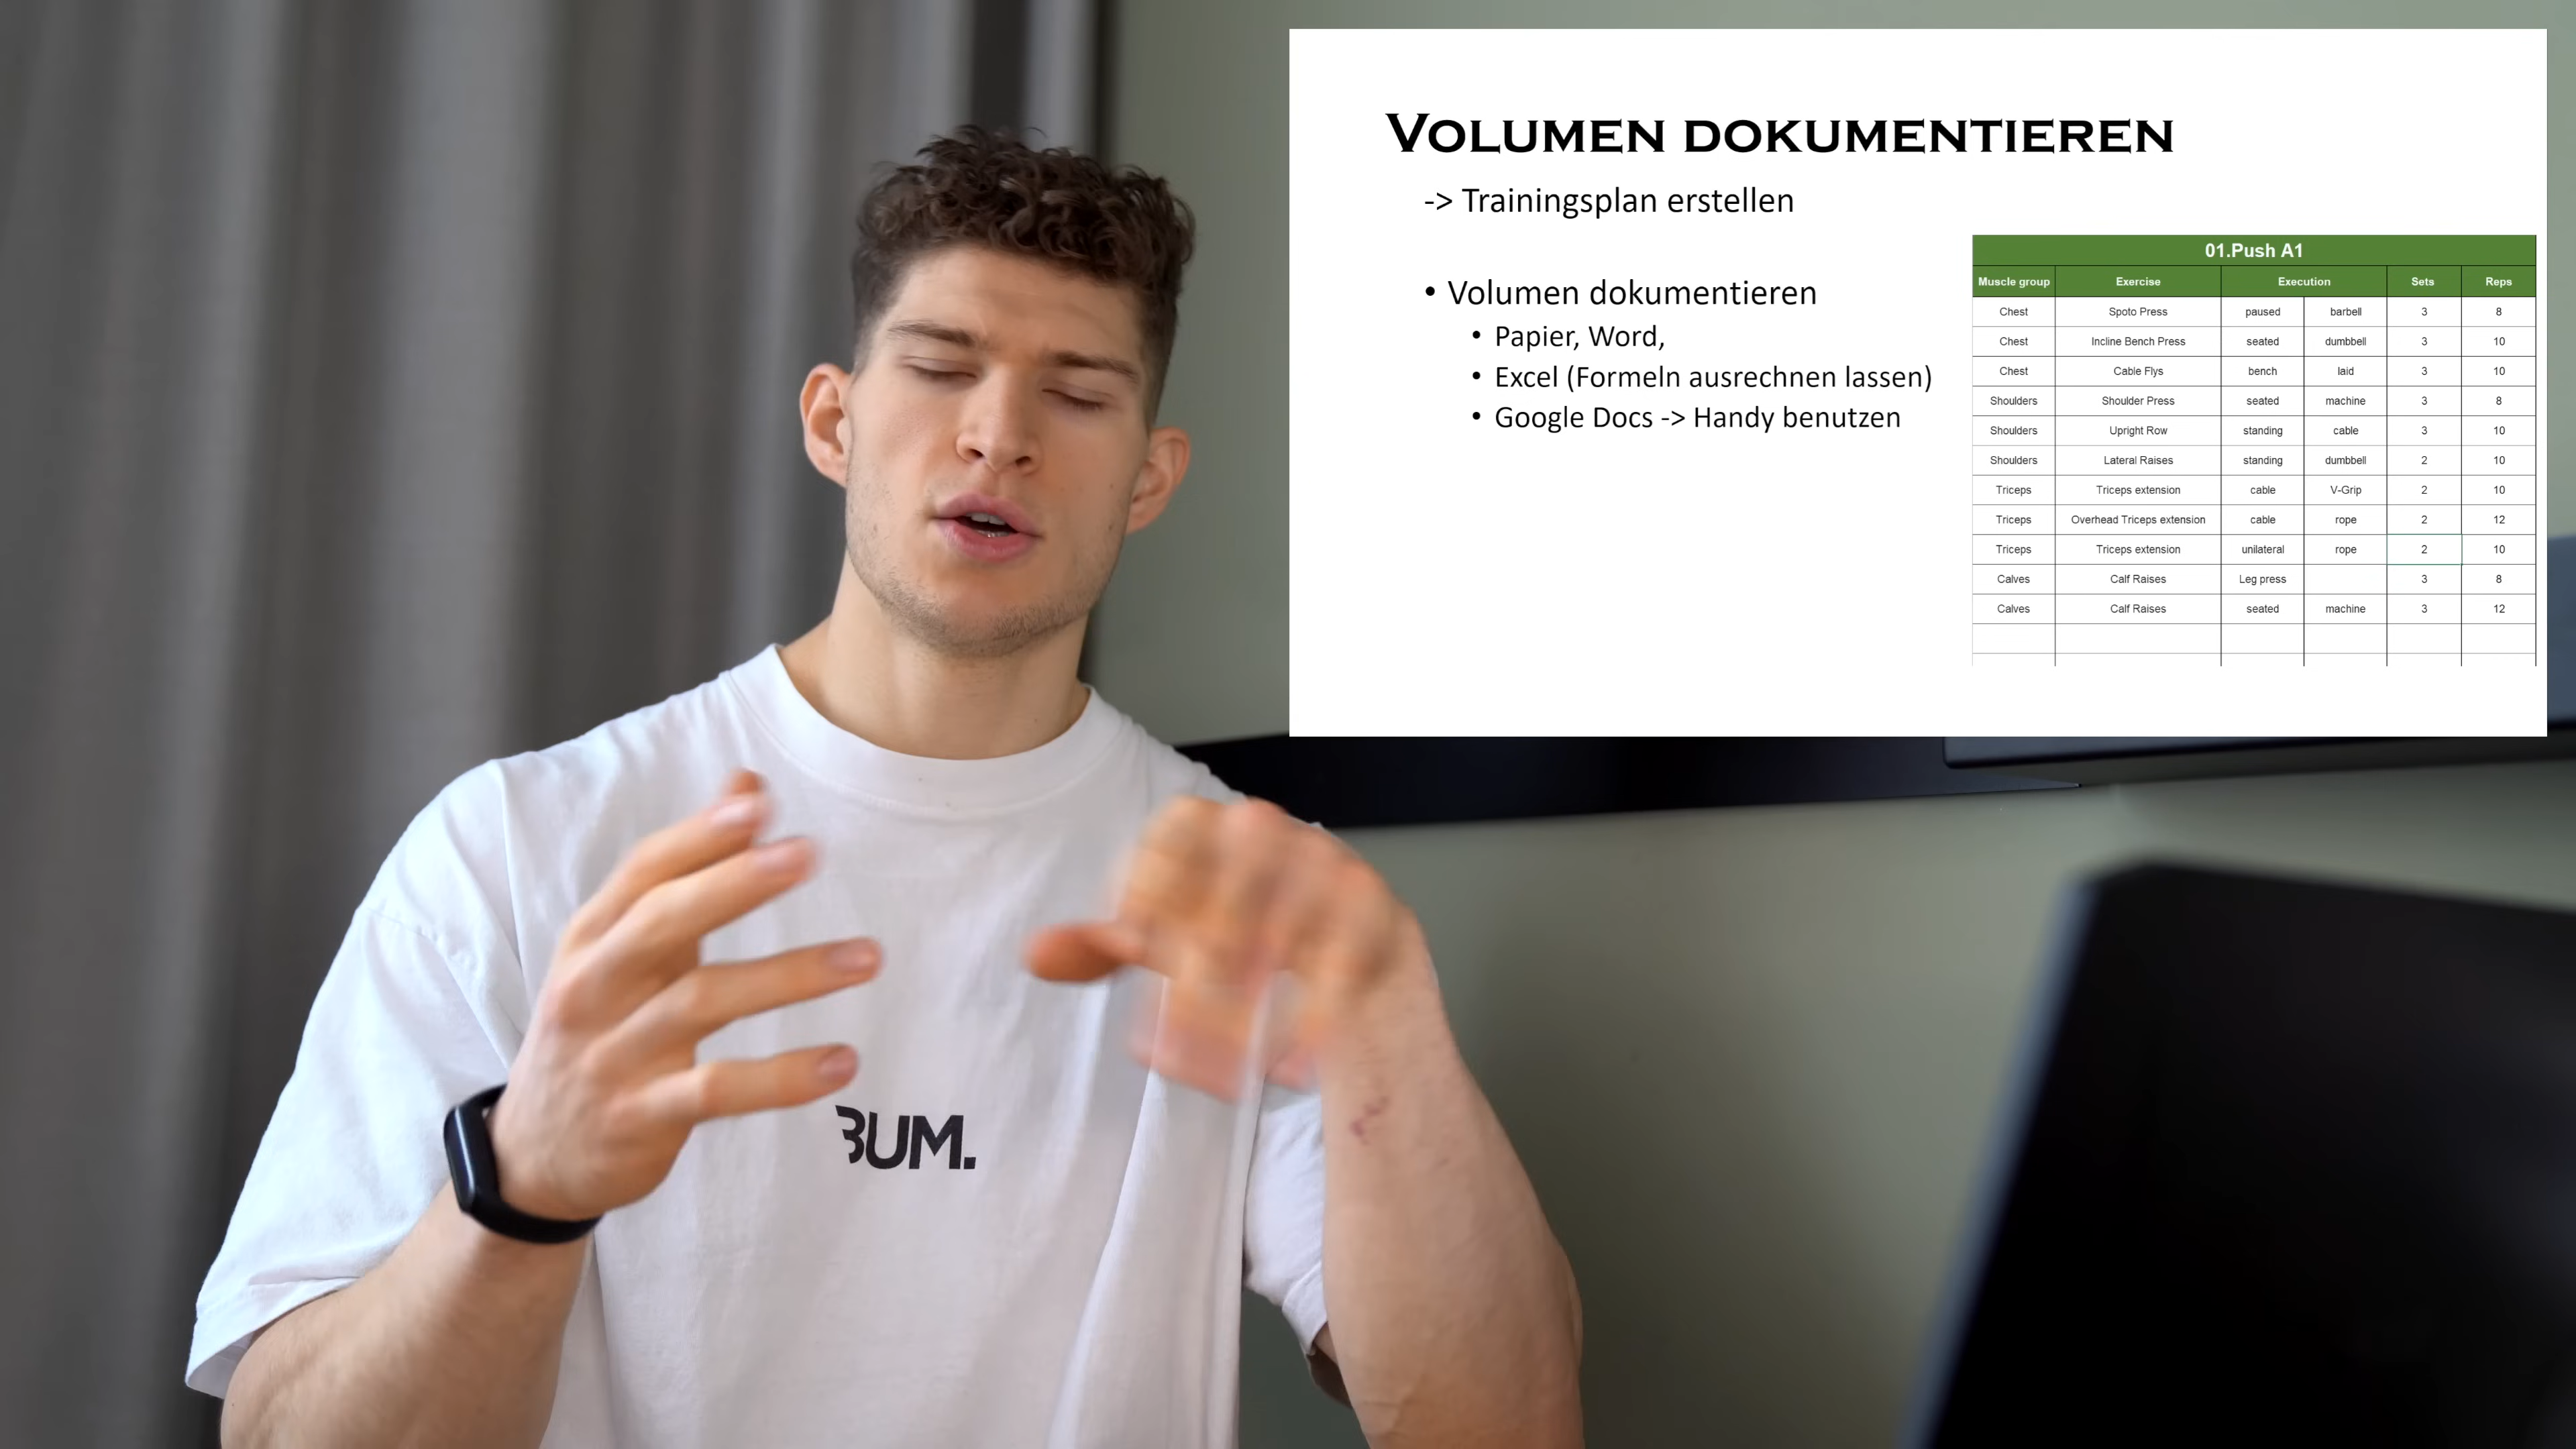 VOLUMEN DOKUMENTIEREN
-> Trainingsplan erstellen
• Volumen dokumentieren
• Papier, Word,
• Excel (Formeln ausrechnen lassen)
• Google Docs -> Handy benutzen
01.Push A1
Muscle group Exercise Execution Sets Reps
Chest Spoto Press paused barbell 3 8
Chest Incline Bench Press seated dumbbell 3 10
Chest Cable Flys bench laid 3 10
Shoulders Shoulder Press seated machine 3 8
Shoulders Upright Row standing cable 3 10
Shoulders Lateral Raises standing dumbbell 2 10
Triceps Triceps extension cable V-Grip 2 10
Triceps Overhead Triceps extension cable rope 2 12
Triceps Triceps extension unilateral rope 2 10
Calves Calf Raises Leg press 3 8
Calves Calf Raises seated machine 3 12
BUM.